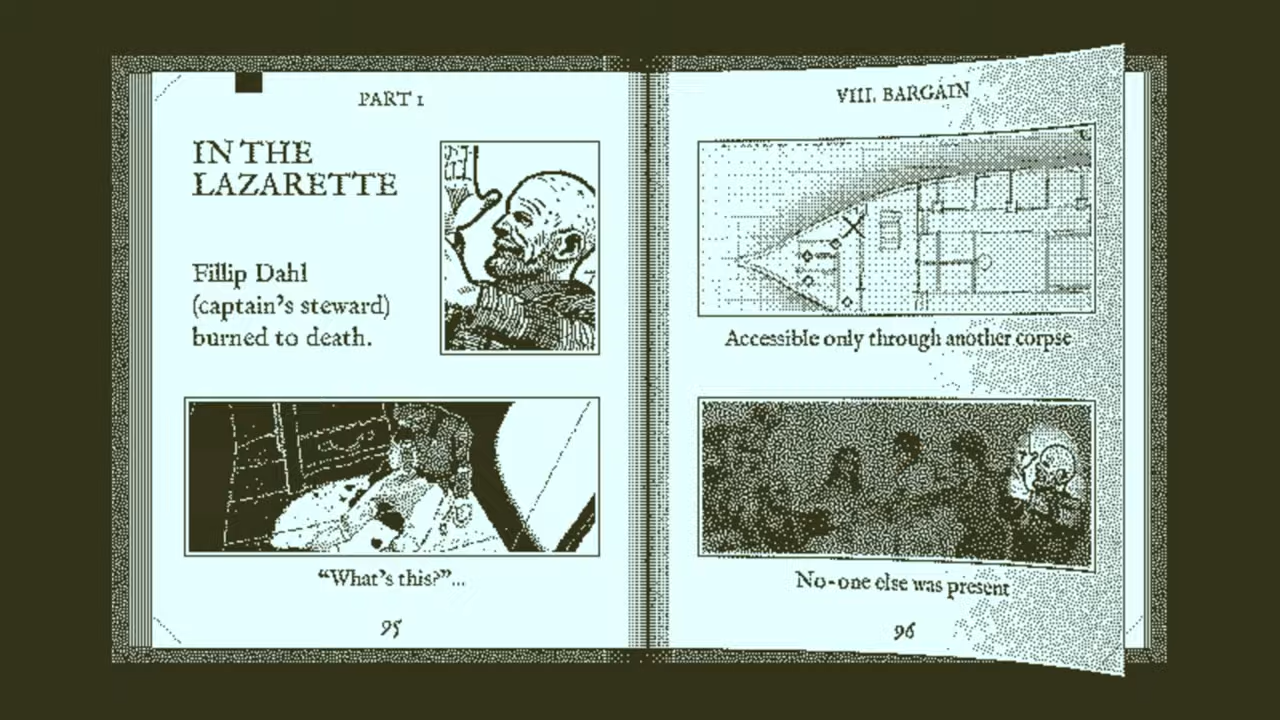 PART 1
IN THE
LAZARETTE
Fillip Dahl
(captain's steward)
burned to death.
"What's this?"...
95
VIII. BARGAIN
Accessible only through another corpse
No-one else was present
96